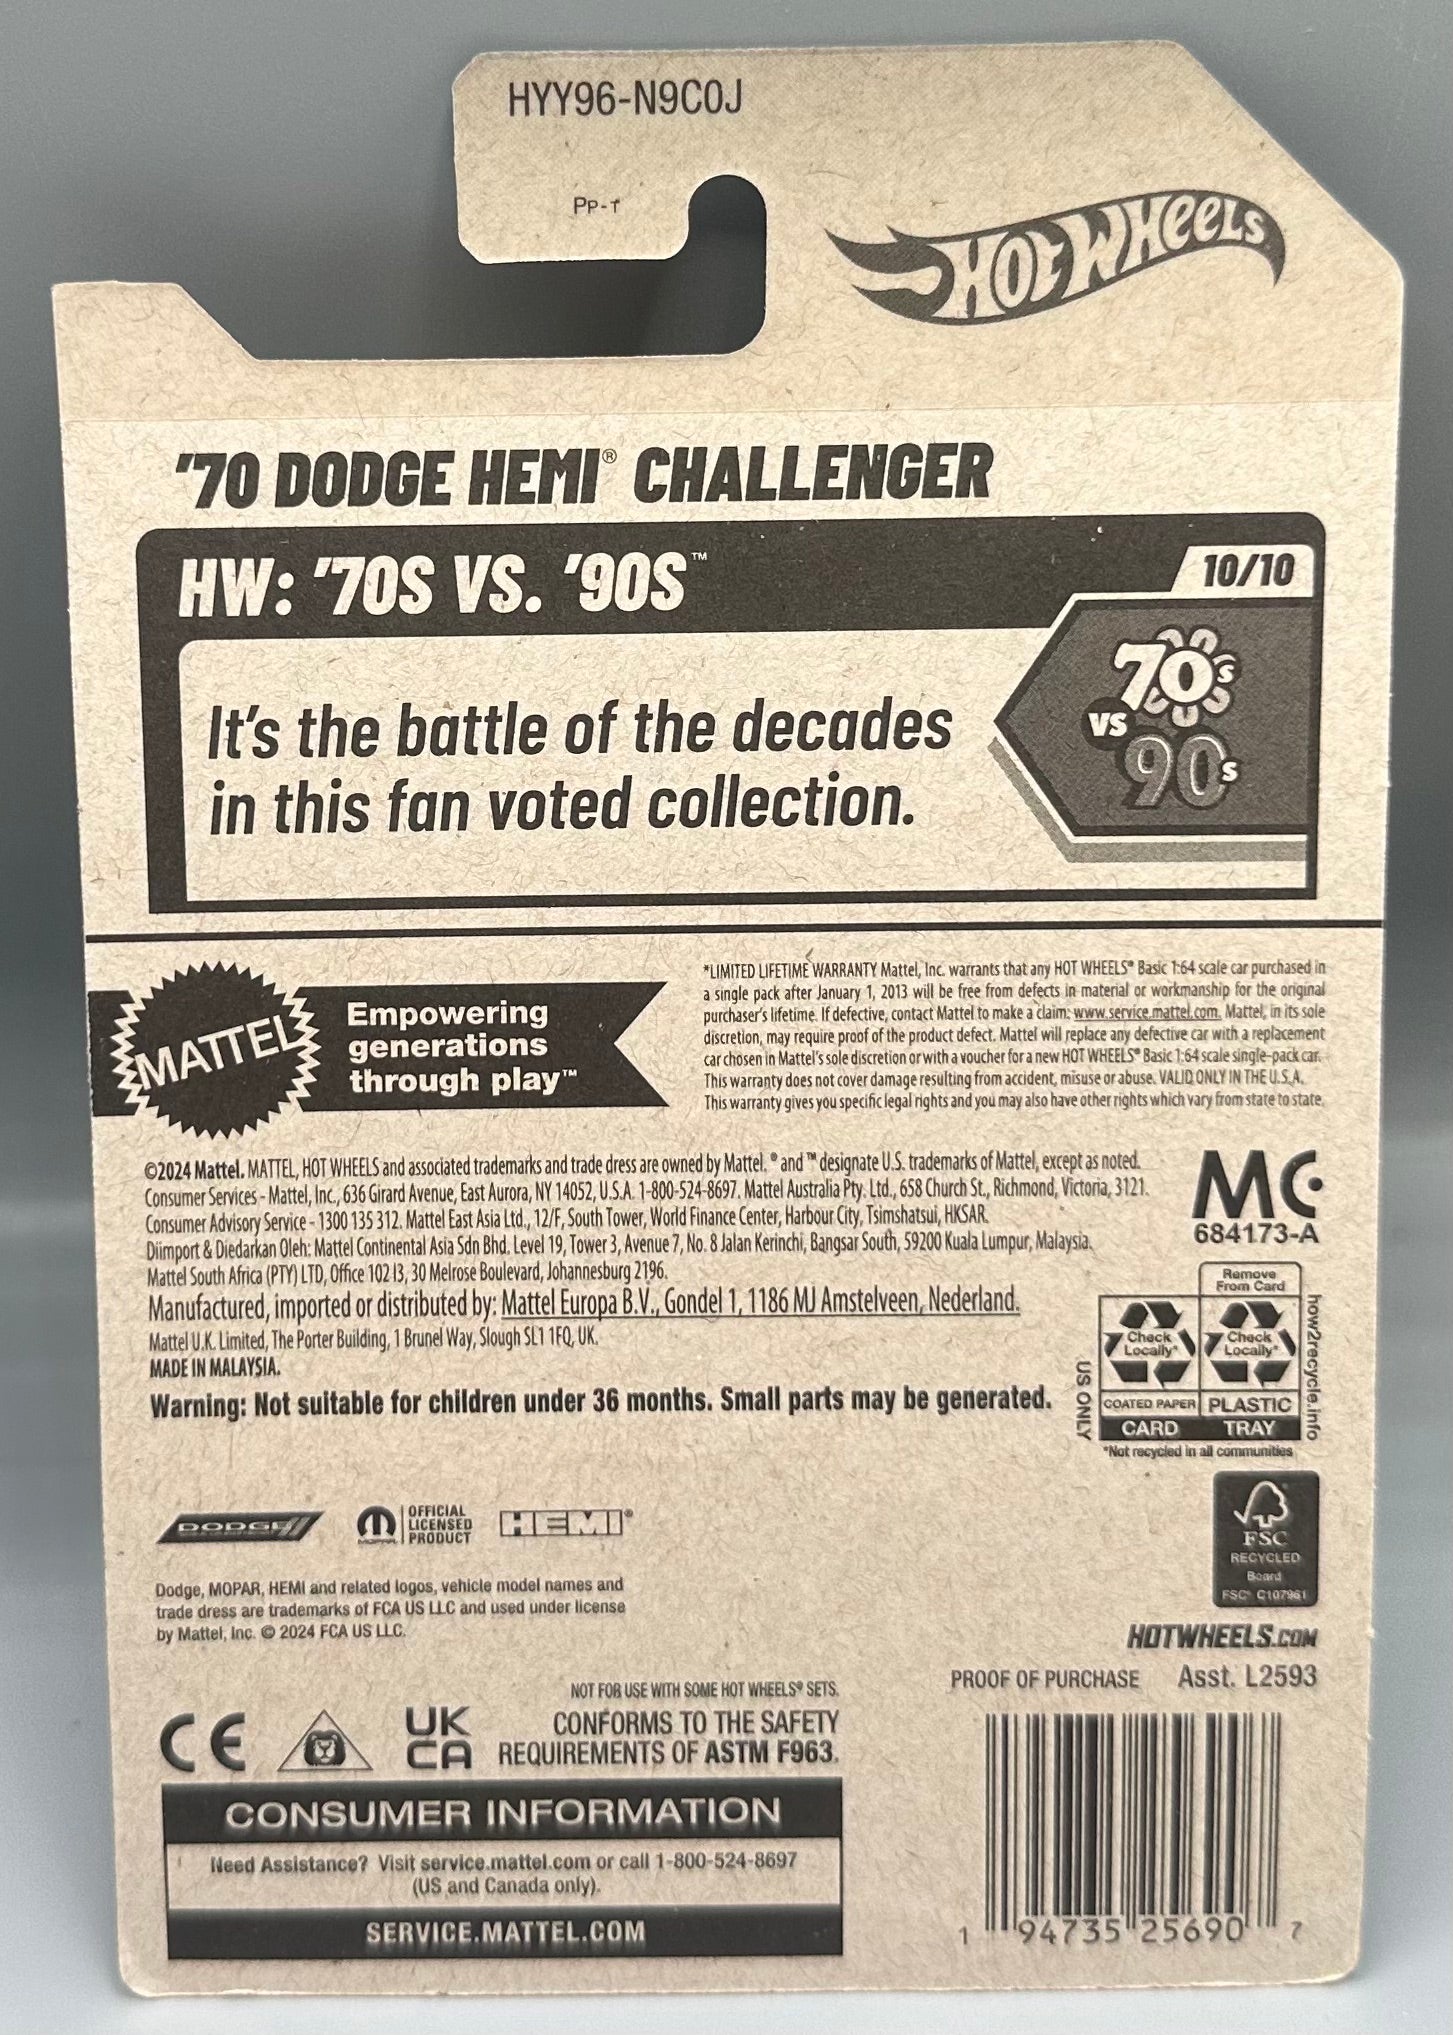 HYY96-N9C0J
Pp-T
HOT WHEELS
'70 DODGE HEMI® CHALLENGER
HW: '70S VS. '90S™
10/10
70s
VS
90s
It's the battle of the decades
in this fan voted collection.
MATTEL
Empowering
generations
through play™
*LIMITED LIFETIME WARRANTY Mattel, Inc. warrants that any HOT WHEELS® Basic 1:64 scale car purchased in
a single pack after January 1, 2013 will be free from defects in material or workmanship for the original
purchaser's lifetime. If defective, contact Mattel to make a claim: www.service.mattel.com. Mattel, in its sole
discretion, may require proof of the product defect. Mattel will replace any defective car with a replacement
car chosen in Mattel's sole discretion or with a voucher for a new HOT WHEELS® Basic 1:64 scale single-pack car.
This warranty does not cover damage resulting from accident, misuse or abuse. VALID ONLY IN THE U.S.A.
This warranty gives you specific legal rights and you may also have other rights which vary from state to state.
©2024 Mattel. MATTEL, HOT WHEELS and associated trademarks and trade dress are owned by Mattel. ® and ™ designate U.S. trademarks of Mattel, except as noted.
Consumer Services - Mattel, Inc., 636 Girard Avenue, East Aurora, NY 14052, U.S.A. 1-800-524-8697. Mattel Australia Pty. Ltd., 658 Church St., Richmond, Victoria, 3121.
Consumer Advisory Service - 1300 135 312. Mattel East Asia Ltd., 12/F, South Tower, World Finance Center, Harbour City, Tsimshatsui, HKSAR.
Diimport & Diedarkan Oleh: Mattel Continental Asia Sdn Bhd. Level 19, Tower 3, Avenue 7, No. 8 Jalan Kerinchi, Bangsar South, 59200 Kuala Lumpur, Malaysia.
Mattel South Africa (PTY) LTD, Office 102 I3, 30 Melrose Boulevard, Johannesburg 2196.
Manufactured, imported or distributed by: Mattel Europa B.V., Gondel 1, 1186 MJ Amstelveen, Nederland.
Mattel U.K. Limited, The Porter Building, 1 Brunel Way, Slough SL1 1FQ, UK.
MADE IN MALAYSIA.
Warning: Not suitable for children under 36 months. Small parts may be generated.
MC
684173-A
Remove
From Card
Check
Locally*
Check
Locally*
COATED PAPER
PLASTIC
CARD
TRAY
US ONLY
how2recycle.info
*Not recycled in all communities
DODGE
MOPAR
OFFICIAL
LICENSED
PRODUCT
HEMI®
Dodge, MOPAR, HEMI and related logos, vehicle model names and
trade dress are trademarks of FCA US LLC and used under license
by Mattel, Inc. © 2024 FCA US LLC.
FSC
RECYCLED
Board
FSC® C107961
HOTWHEELS.COM
PROOF OF PURCHASE Asst. L2593
NOT FOR USE WITH SOME HOT WHEELS® SETS.
CE
UK
CA
CONFORMS TO THE SAFETY
REQUIREMENTS OF ASTM F963.
CONSUMER INFORMATION
Need Assistance? Visit service.mattel.com or call 1-800-524-8697
(US and Canada only).
SERVICE.MATTEL.COM
1 94735 25690 7